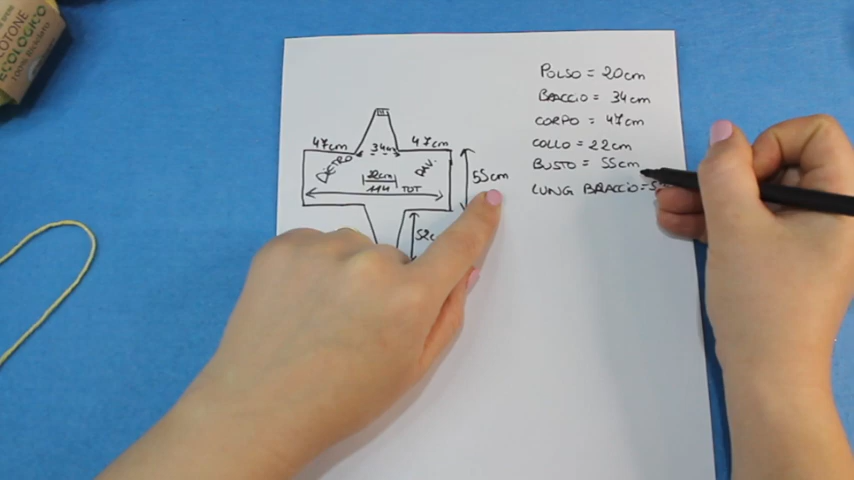 COTONE
ECOLOGICO
POLSO = 20cm
BRACCIO = 34cm
CORPO = 47cm
COLLO = 22cm
BUSTO = 55cm
LUNG BRACCIO =
47cm 34cm 47cm
DIETRO DAV.
22cm
114 TOT
55cm
52c